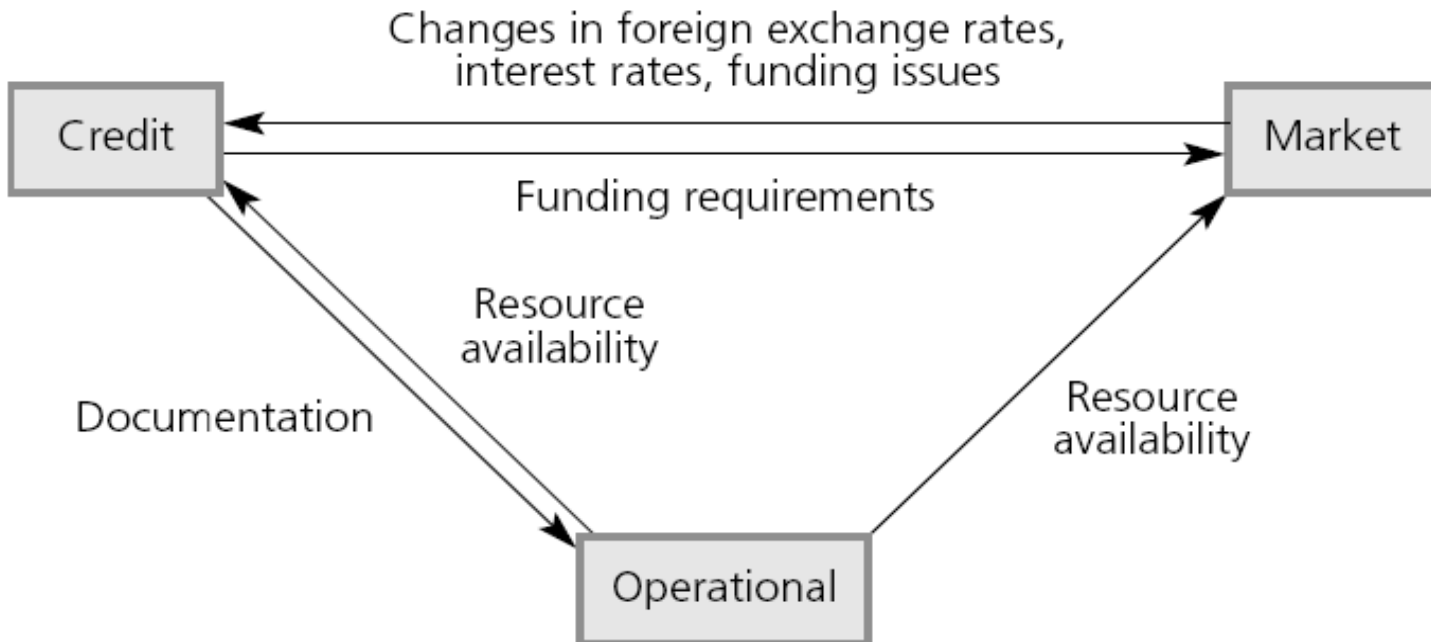 Changes in foreign exchange rates,
interest rates, funding issues
Credit
Market
Funding requirements
Resource
availability
Documentation
Resource
availability
Operational